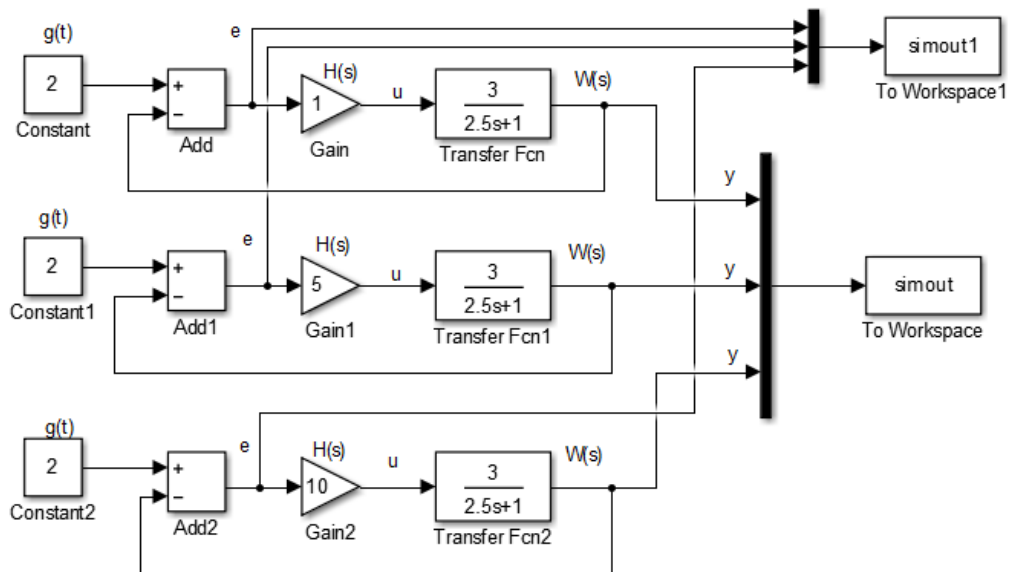 g(t)
2
Constant
+
−
Add
e
H(s)
1
Gain
u
3
2.5s+1
Transfer Fcn
W(s)
simout1
To Workspace1
y
g(t)
2
Constant1
+
−
Add1
e
H(s)
5
Gain1
u
3
2.5s+1
Transfer Fcn1
W(s)
y
simout
To Workspace
y
g(t)
2
Constant2
+
−
Add2
e
H(s)
10
Gain2
u
3
2.5s+1
Transfer Fcn2
W(s)